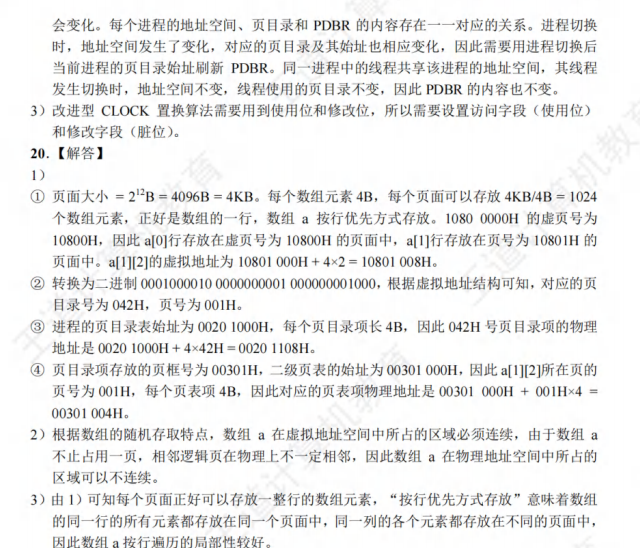 会变化。每个进程的地址空间、页目录和 PDBR 的内容存在一一对应的关系。进程切换
时，地址空间发生了变化，对应的页目录及其始址也相应变化，因此需要用进程切换后
当前进程的页目录始址刷新 PDBR。同一进程中的线程共享该进程的地址空间，其线程
发生切换时，地址空间不变，线程使用的页目录不变，因此 PDBR 的内容也不变。
3）改进型 CLOCK 置换算法需要用到使用位和修改位，所以需要设置访问字段（使用位）
和修改字段（脏位）。
20.【解答】
1）
① 页面大小 = 2¹²B = 4096B = 4KB。每个数组元素 4B，每个页面可以存放 4KB/4B = 1024
个数组元素，正好是数组的一行，数组 a 按行优先方式存放。1080 0000H 的虚页号为
10800H，因此 a[0]行存放在虚页号为 10800H 的页面中，a[1]行存放在页号为 10801H 的
页面中。a[1][2]的虚拟地址为 10801 000H + 4×2 = 10801 008H。
② 转换为二进制 0001000010 0000000001 000000001000，根据虚拟地址结构可知，对应的页
目录号为 042H，页号为 001H。
③ 进程的页目录表始址为 0020 1000H，每个页目录项长 4B，因此 042H 号页目录项的物理
地址是 0020 1000H + 4×42H = 0020 1108H。
④ 页目录项存放的页框号为 00301H，二级页表的始址为 00301 000H，因此 a[1][2]所在页的
页号为 001H，每个页表项 4B，因此对应的页表项物理地址是 00301 000H + 001H×4 =
00301 004H。
2）根据数组的随机存取特点，数组 a 在虚拟地址空间中所占的区域必须连续，由于数组 a
不止占用一页，相邻逻辑页在物理上不一定相邻，因此数组 a 在物理地址空间中所占的
区域可以不连续。
3）由 1）可知每个页面正好可以存放一整行的数组元素，“按行优先方式存放”意味着数组
的同一行的所有元素都存放在同一个页面中，同一列的各个元素都存放在不同的页面中，
因此数组 a 按行遍历的局部性较好。
王道计算机教育